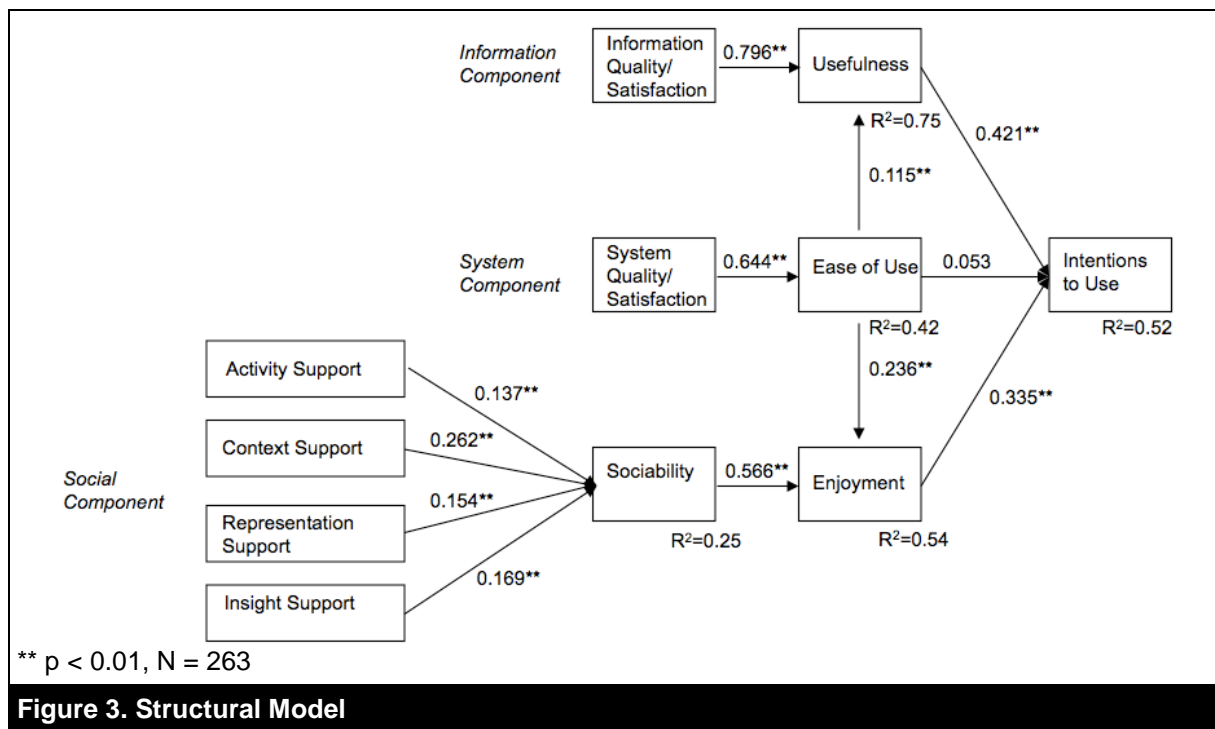 Information
Component
Information
Quality/
Satisfaction
0.796**
Usefulness
R²=0.75
0.421**
0.115**
System
Component
System
Quality/
Satisfaction
0.644**
Ease of Use
0.053
Intentions
to Use
R²=0.42
R²=0.52
0.236**
0.335**
Social
Component
Activity Support
0.137**
Context Support
0.262**
Representation
Support
0.154**
Insight Support
0.169**
Sociability
0.566**
Enjoyment
R²=0.25
R²=0.54
** p < 0.01, N = 263
Figure 3. Structural Model